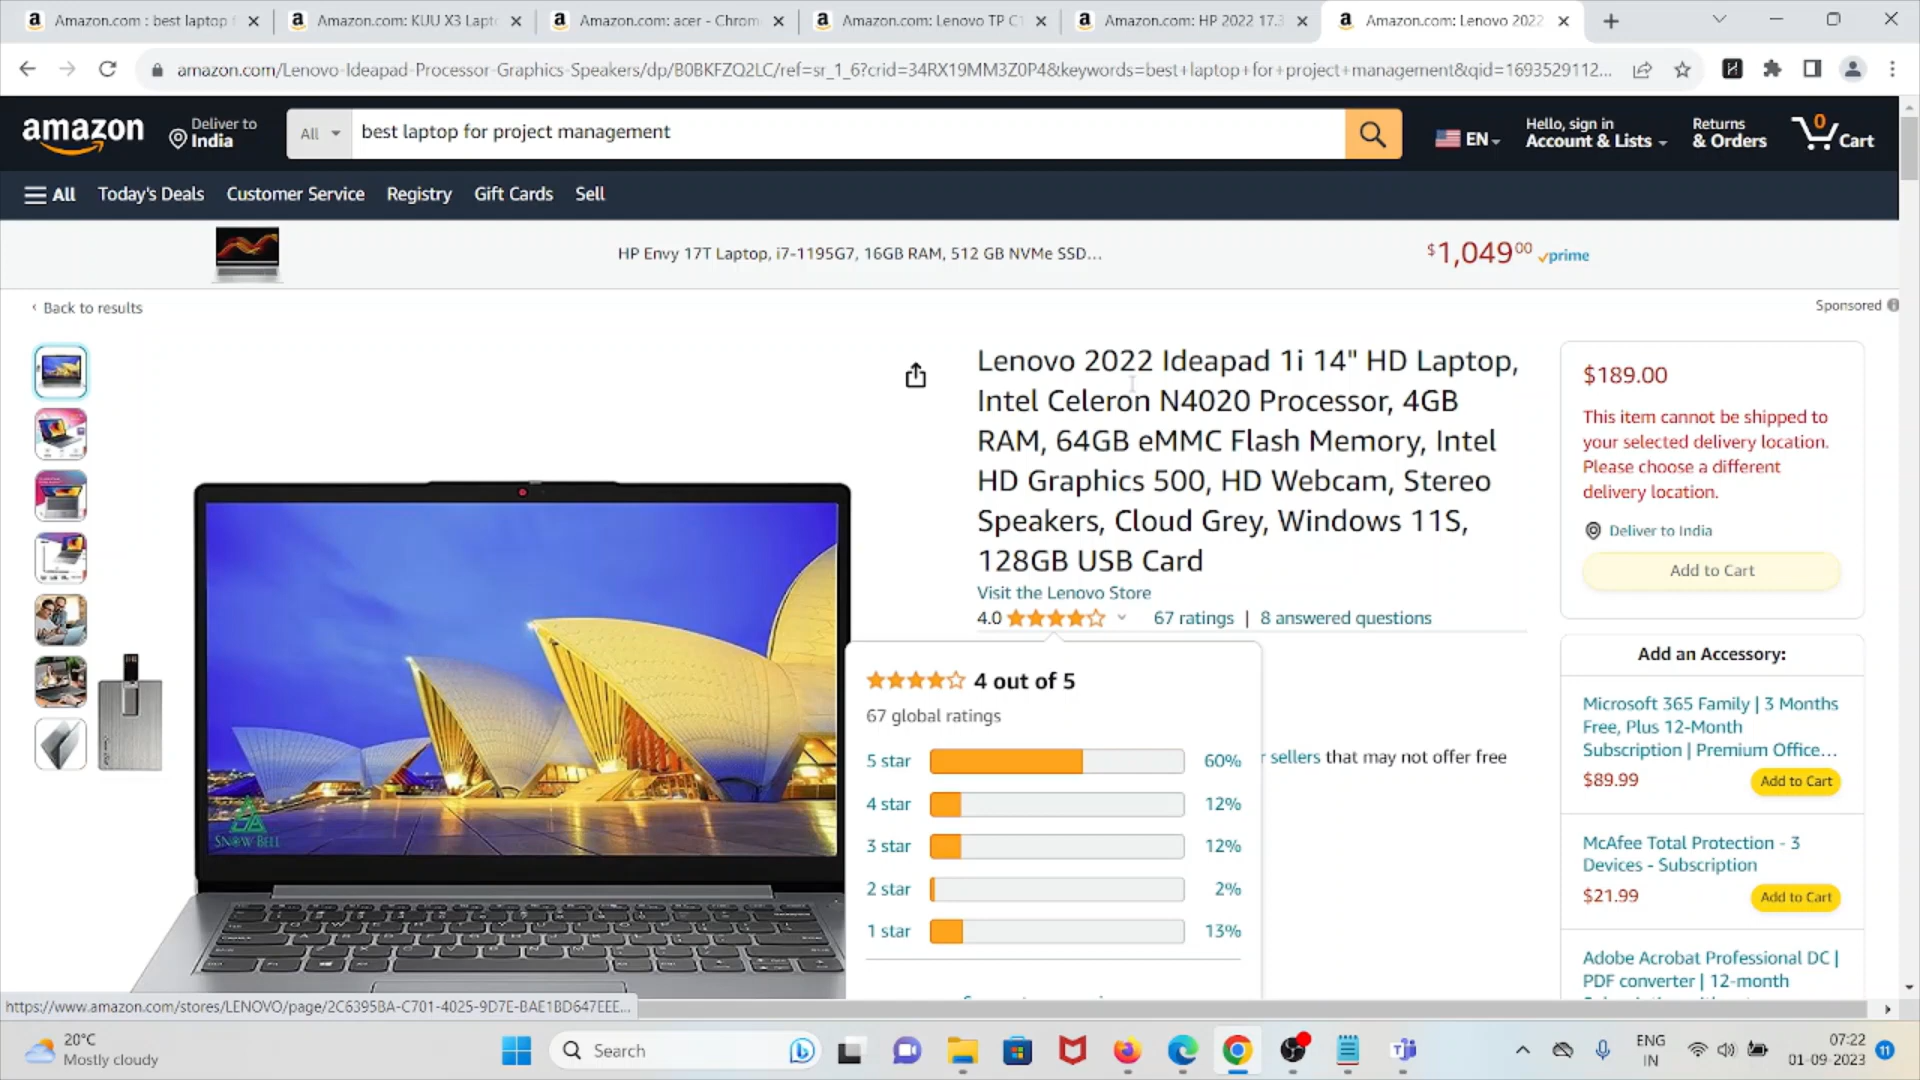 Amazon.com : best laptop f
Amazon.com: KUU X3 Lapt
Amazon.com: acer - Chrom
Amazon.com: Lenovo TP C1
Amazon.com: HP 2022 17.3
Amazon.com: Lenovo 2022
amazon.com/Lenovo-Ideapad-Processor-Graphics-Speakers/dp/B0BKFZQ2LC/ref=sr_1_6?crid=34RX19MM3Z0P4&keywords=best+laptop+for+project+management&qid=1693529112...
amazon
Deliver to
India
All
best laptop for project management
EN
Hello, sign in
Account & Lists
Returns
& Orders
0
Cart
All
Today's Deals
Customer Service
Registry
Gift Cards
Sell
HP Envy 17T Laptop, i7-1195G7, 16GB RAM, 512 GB NVMe SSD...
$1,04900 prime
‹ Back to results
Sponsored
Lenovo 2022 Ideapad 1i 14" HD Laptop,
Intel Celeron N4020 Processor, 4GB
RAM, 64GB eMMC Flash Memory, Intel
HD Graphics 500, HD Webcam, Stereo
Speakers, Cloud Grey, Windows 11S,
128GB USB Card
Visit the Lenovo Store
4.0
67 ratings | 8 answered questions
4 out of 5
67 global ratings
5 star 60%
4 star 12%
3 star 12%
2 star 2%
1 star 13%
r sellers that may not offer free
SNOW BELL
$189.00
This item cannot be shipped to
your selected delivery location.
Please choose a different
delivery location.
Deliver to India
Add to Cart
Add an Accessory:
Microsoft 365 Family | 3 Months
Free, Plus 12-Month
Subscription | Premium Office...
$89.99
Add to Cart
McAfee Total Protection - 3
Devices - Subscription
$21.99
Add to Cart
Adobe Acrobat Professional DC |
PDF converter | 12-month
https://www.amazon.com/stores/LENOVO/page/2C6395BA-C701-4025-9D7E-BAE1BD647EEE...
20°C
Mostly cloudy
Search
ENG
IN
07:22
01-09-2023
11